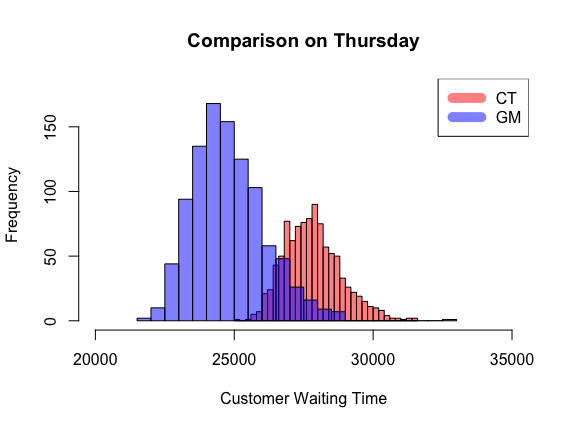 Comparison on Thursday
CT
GM
Frequency
150
100
50
0
20000
25000
30000
35000
Customer Waiting Time